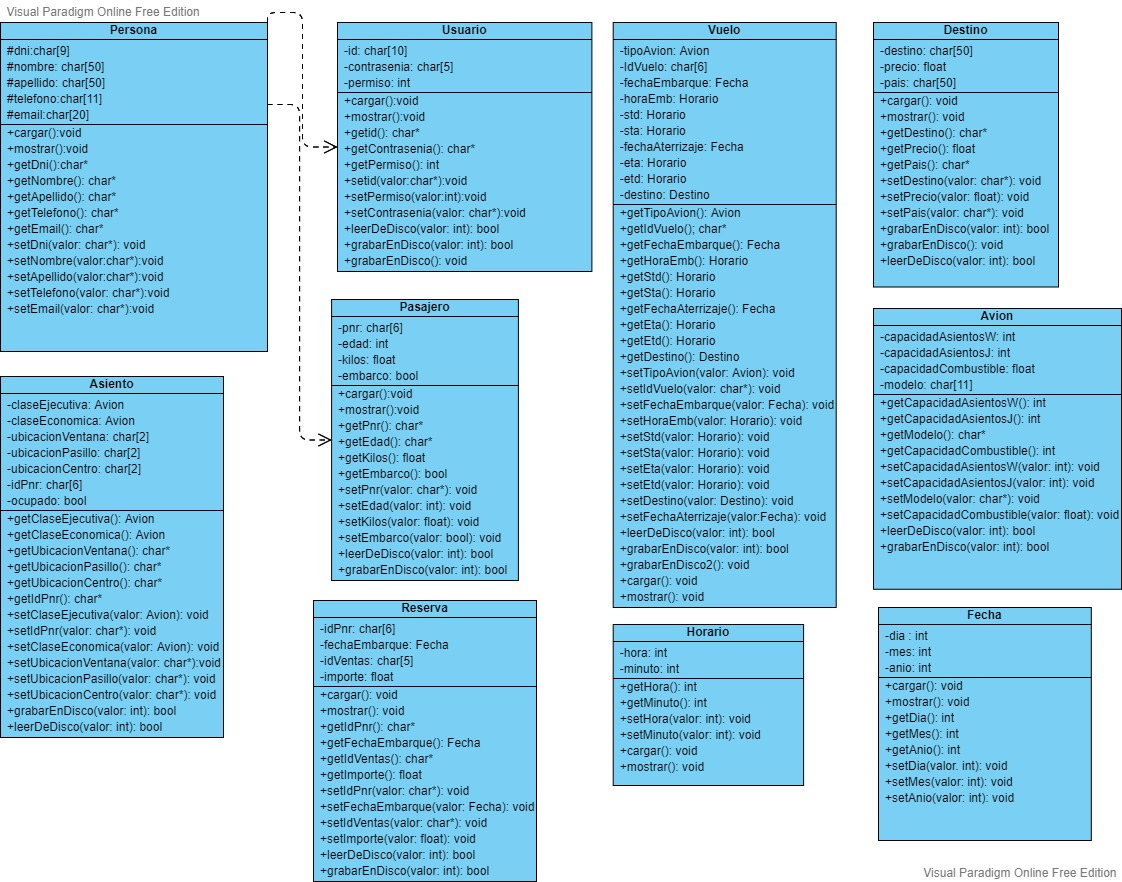 Visual Paradigm Online Free Edition
Persona
#dni:char[9]
#nombre: char[50]
#apellido: char[50]
#telefono:char[11]
#email:char[20]
+cargar():void
+mostrar():void
+getDni():char*
+getNombre(): char*
+getApellido(): char*
+getTelefono(): char*
+getEmail(): char*
+setDni(valor: char*): void
+setNombre(valor:char*):void
+setApellido(valor:char*):void
+setTelefono(valor: char*):void
+setEmail(valor: char*):void
Usuario
-id: char[10]
-contrasenia: char[5]
-permiso: int
+cargar():void
+mostrar():void
+getid(): char*
+getContrasenia(): char*
+getPermiso(): int
+setid(valor:char*):void
+setPermiso(valor:int):void
+setContrasenia(valor: char*):void
+leerDeDisco(valor: int): bool
+grabarEnDisco(valor: int): bool
+grabarEnDisco(): void
Vuelo
-tipoAvion: Avion
-IdVuelo: char[6]
-fechaEmbarque: Fecha
-horaEmb: Horario
-std: Horario
-sta: Horario
-fechaAterrizaje: Fecha
-eta: Horario
-etd: Horario
-destino: Destino
+getTipoAvion(): Avion
+getIdVuelo(); char*
+getFechaEmbarque(): Fecha
+getHoraEmb(): Horario
+getStd(): Horario
+getSta(): Horario
+getFechaAterrizaje(): Fecha
+getEta(): Horario
+getEtd(): Horario
+getDestino(): Destino
+setTipoAvion(valor: Avion): void
+setIdVuelo(valor: char*): void
+setFechaEmbarque(valor: Fecha): void
+setHoraEmb(valor: Horario): void
+setStd(valor: Horario): void
+setSta(valor: Horario): void
+setEta(valor: Horario): void
+setEtd(valor: Horario): void
+setDestino(valor: Destino): void
+setFechaAterrizaje(valor:Fecha): void
+leerDeDisco(valor: int): bool
+grabarEnDisco(valor: int): bool
+grabarEnDisco2(): void
+cargar(): void
+mostrar(): void
Destino
-destino: char[50]
-precio: float
-pais: char[50]
+cargar(): void
+mostrar(): void
+getDestino(): char*
+getPrecio(): float
+getPais(): char*
+setDestino(valor: char*): void
+setPrecio(valor: float): void
+setPais(valor: char*): void
+grabarEnDisco(valor: int): bool
+grabarEnDisco(): void
+leerDeDisco(valor: int): bool
Pasajero
-pnr: char[6]
-edad: int
-kilos: float
-embarco: bool
+cargar():void
+mostrar():void
+getPnr(): char*
+getEdad(): char*
+getKilos(): float
+getEmbarco(): bool
+setPnr(valor: char*): void
+setEdad(valor: int): void
+setKilos(valor: float): void
+setEmbarco(valor: bool): void
+leerDeDisco(valor: int): bool
+grabarEnDisco(valor: int): bool
Avion
-capacidadAsientosW: int
-capacidadAsientosJ: int
-capacidadCombustible: float
-modelo: char[11]
+getCapacidadAsientosW(): int
+getCapacidadAsientosJ(): int
+getModelo(): char*
+getCapacidadCombustible(): int
+setCapacidadAsientosW(valor: int): void
+setCapacidadAsientosJ(valor: int): void
+setModelo(valor: char*): void
+setCapacidadCombustible(valor: float): void
+leerDeDisco(valor: int): bool
+grabarEnDisco(valor: int): bool
Asiento
-claseEjecutiva: Avion
-claseEconomica: Avion
-ubicacionVentana: char[2]
-ubicacionPasillo: char[2]
-ubicacionCentro: char[2]
-idPnr: char[6]
-ocupado: bool
+getClaseEjecutiva(): Avion
+getClaseEconomica(): Avion
+getUbicacionVentana(): char*
+getUbicacionPasillo(): char*
+getUbicacionCentro(): char*
+getIdPnr(): char*
+setClaseEjecutiva(valor: Avion): void
+setIdPnr(valor: char*): void
+setClaseEconomica(valor: Avion): void
+setUbicacionVentana(valor: char*):void
+setUbicacionPasillo(valor: char*): void
+setUbicacionCentro(valor: char*): void
+grabarEnDisco(valor: int): bool
+leerDeDisco(valor: int): bool
Reserva
-idPnr: char[6]
-fechaEmbarque: Fecha
-idVentas: char[5]
-importe: float
+cargar(): void
+mostrar(): void
+getIdPnr(): char*
+getFechaEmbarque(): Fecha
+getIdVentas(): char*
+getImporte(): float
+setIdPnr(valor: char*): void
+setFechaEmbarque(valor: Fecha): void
+setIdVentas(valor: char*): void
+setImporte(valor: float): void
+leerDeDisco(valor: int): bool
+grabarEnDisco(valor: int): bool
Horario
-hora: int
-minuto: int
+getHora(): int
+getMinuto(): int
+setHora(valor: int): void
+setMinuto(valor: int): void
+cargar(): void
+mostrar(): void
Fecha
-dia : int
-mes: int
-anio: int
+cargar(): void
+mostrar(): void
+getDia(): int
+getMes(): int
+getAnio(): int
+setDia(valor. int): void
+setMes(valor: int): void
+setAnio(valor: int): void
Visual Paradigm Online Free Edition